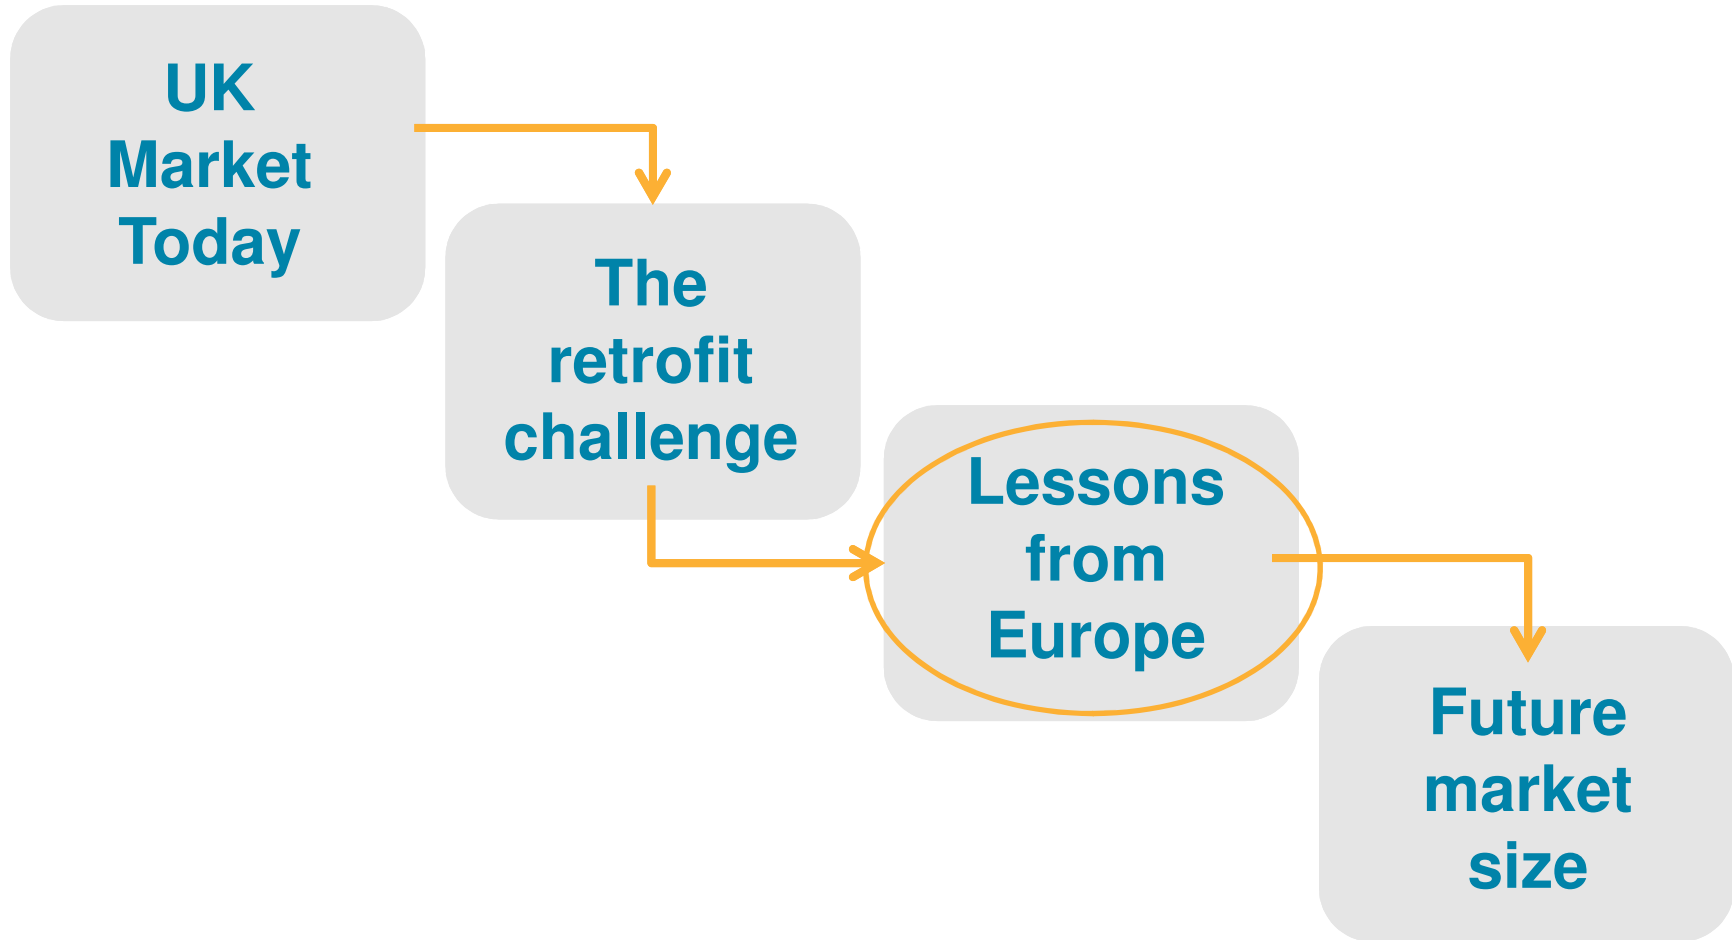 UK
Market
Today
The
retrofit
challenge
Lessons
from
Europe
Future
market
size